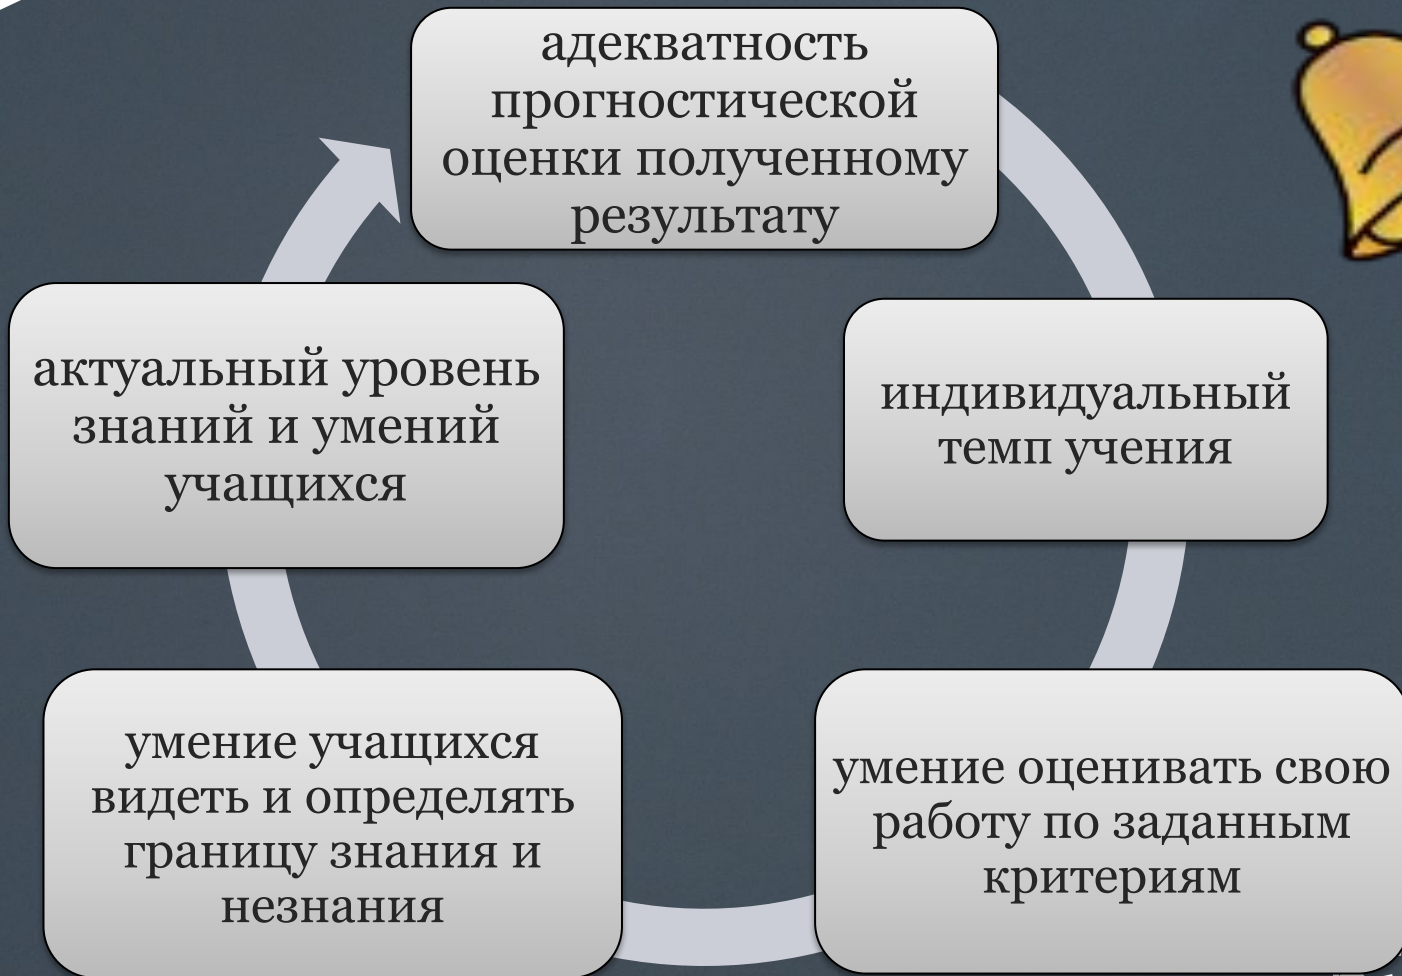 адекватность
прогностической
оценки полученному
результату
индивидуальный
темп учения
умение оценивать свою
работу по заданным
критериям
умение учащихся
видеть и определять
границу знания и
незнания
актуальный уровень
знаний и умений
учащихся